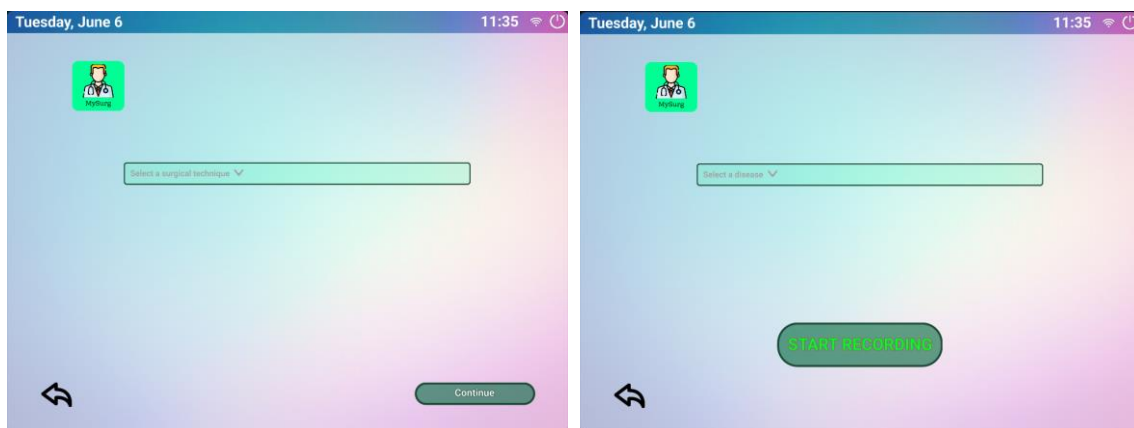 Tuesday, June 6 11:35
MySurg
Select a surgical technique
Continue
Tuesday, June 6 11:35
MySurg
Select a disease
START RECORDING